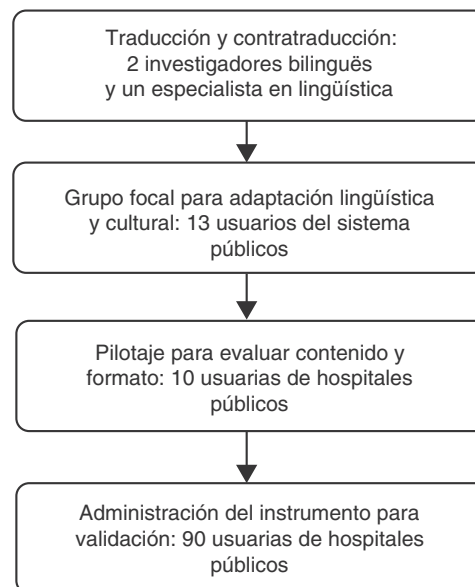 Traducción y contratraducción:
2 investigadores bilinguës
y un especialista en lingüística
Grupo focal para adaptación lingüística
y cultural: 13 usuarios del sistema
públicos
Pilotaje para evaluar contenido y
formato: 10 usuarias de hospitales
públicos
Administración del instrumento para
validación: 90 usuarias de hospitales
públicos